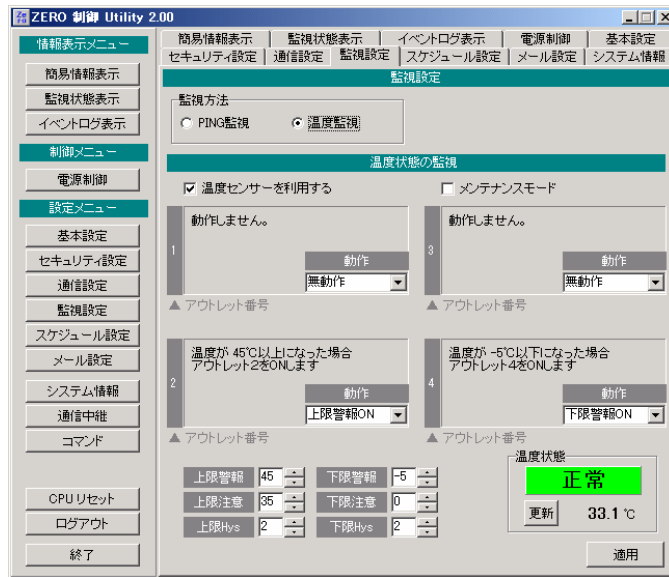 ZERO 制御 Utility 2.00
情報表示メニュー
簡易情報表示
監視状態表示
イベントログ表示
制御メニュー
電源制御
設定メニュー
基本設定
セキュリティ設定
通信設定
監視設定
スケジュール設定
メール設定
システム情報
通信中継
コマンド
CPUリセット
ログアウト
終了
簡易情報表示 監視状態表示 イベントログ表示 電源制御 基本設定
セキュリティ設定 通信設定 監視設定 スケジュール設定 メール設定 システム情報
監視設定
監視方法
PING監視 温度監視
温度状態の監視
温度センサーを利用する メンテナンスモード
1
動作しません。
動作
無動作
▲ アウトレット番号
3
動作しません。
動作
無動作
▲ アウトレット番号
2
温度が 45℃以上になった場合
アウトレット2をONします
動作
上限警報ON
▲ アウトレット番号
4
温度が -5℃以下になった場合
アウトレット4をONします
動作
下限警報ON
▲ アウトレット番号
上限警報 45 下限警報 -5
上限注意 35 下限注意 0
上限Hys 2 下限Hys 2
温度状態
正常
更新 33.1 ℃
適用